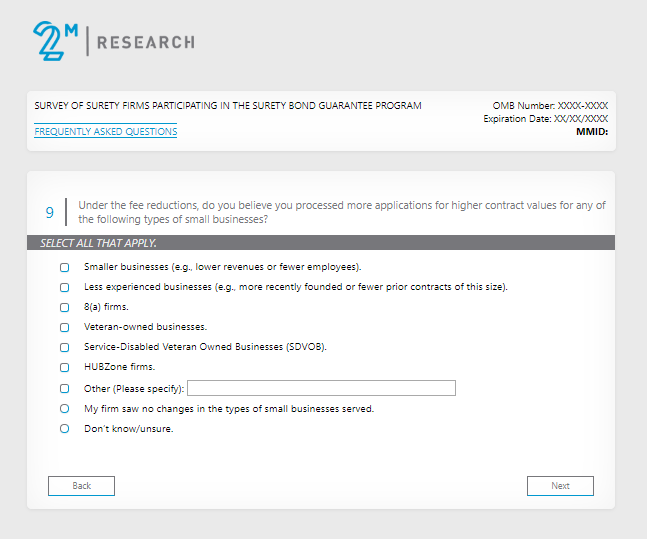 2M RESEARCH
SURVEY OF SURETY FIRMS PARTICIPATING IN THE SURETY BOND GUARANTEE PROGRAM
OMB Number: XXXX-XXXX
Expiration Date: XX/XX/XXXX
FREQUENTLY ASKED QUESTIONS
MMID:
9
Under the fee reductions, do you believe you processed more applications for higher contract values for any of
the following types of small businesses?
SELECT ALL THAT APPLY.
Smaller businesses (e.g., lower revenues or fewer employees).
Less experienced businesses (e.g., more recently founded or fewer prior contracts of this size).
8(a) firms.
Veteran-owned businesses.
Service-Disabled Veteran Owned Businesses (SDVOB).
HUBZone firms.
Other (Please specify):
My firm saw no changes in the types of small businesses served.
Don't know/unsure.
Back
Next